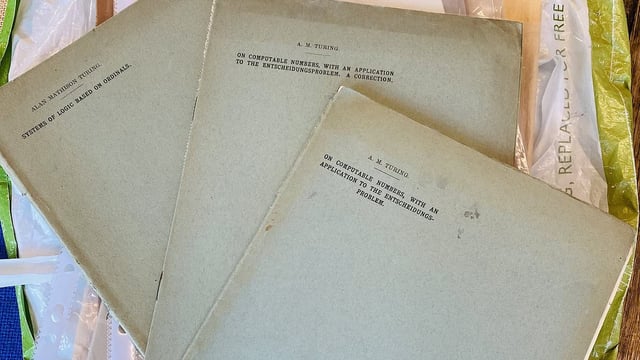 ALAN MATHISON TURING.
SYSTEMS OF LOGIC BASED ON ORDINALS.
A. M. TURING
ON COMPUTABLE NUMBERS, WITH AN APPLICATION
TO THE ENTSCHEIDUNGSPROBLEM. A CORRECTION.
A. M. TURING.
ON COMPUTABLE NUMBERS, WITH AN
APPLICATION TO THE ENTSCHEIDUNGS-
PROBLEM.
REPLACED FOR FREE